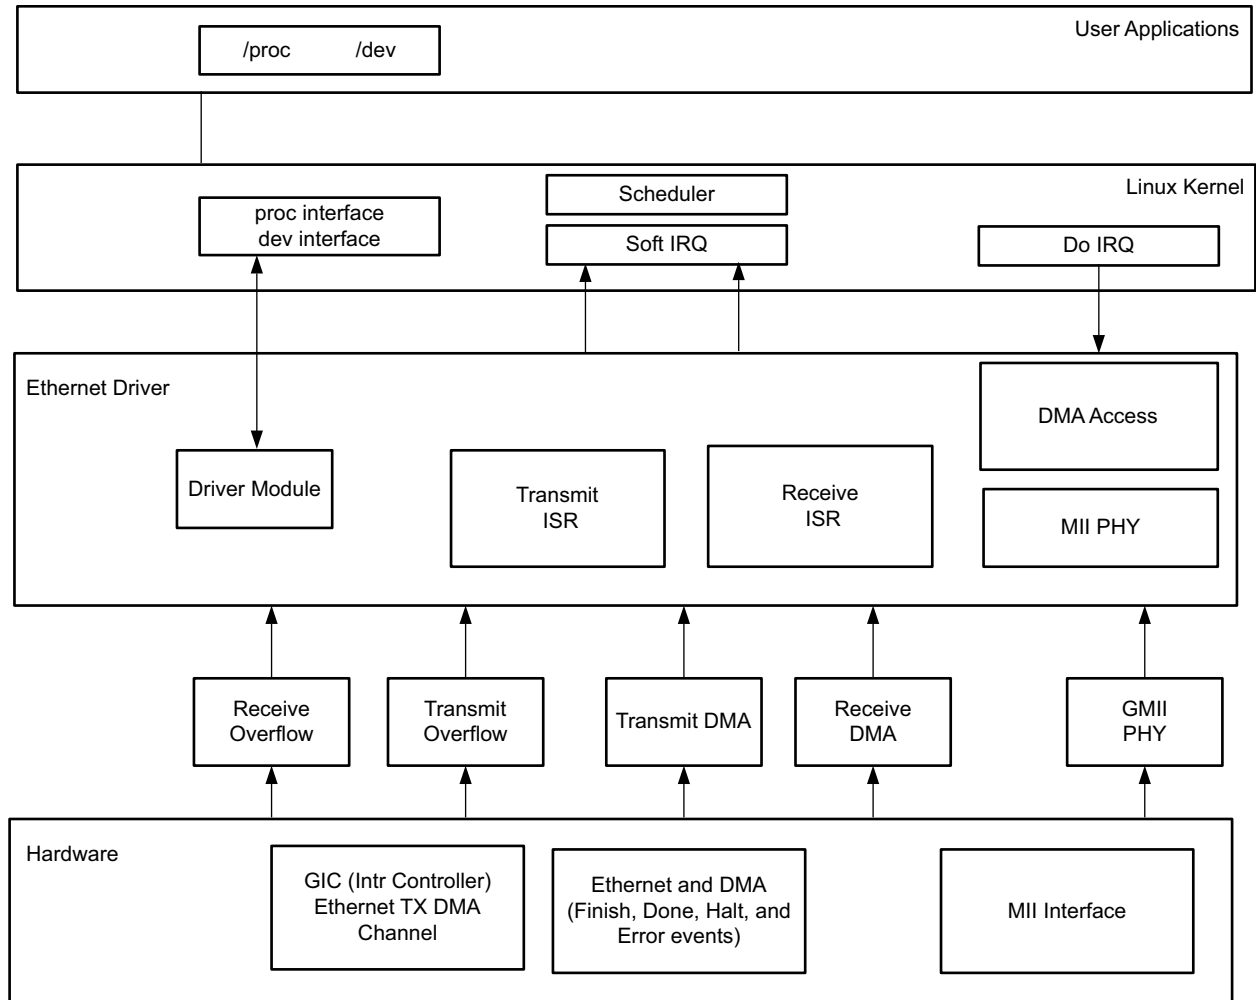 User Applications
/proc /dev
Linux Kernel
proc interface
dev interface
Scheduler
Soft IRQ
Do IRQ
Ethernet Driver
Driver Module
Transmit
ISR
Receive
ISR
DMA Access
MII PHY
Receive
Overflow
Transmit
Overflow
Transmit DMA
Receive
DMA
GMII
PHY
Hardware
GIC (Intr Controller)
Ethernet TX DMA
Channel
Ethernet and DMA
(Finish, Done, Halt, and
Error events)
MII Interface